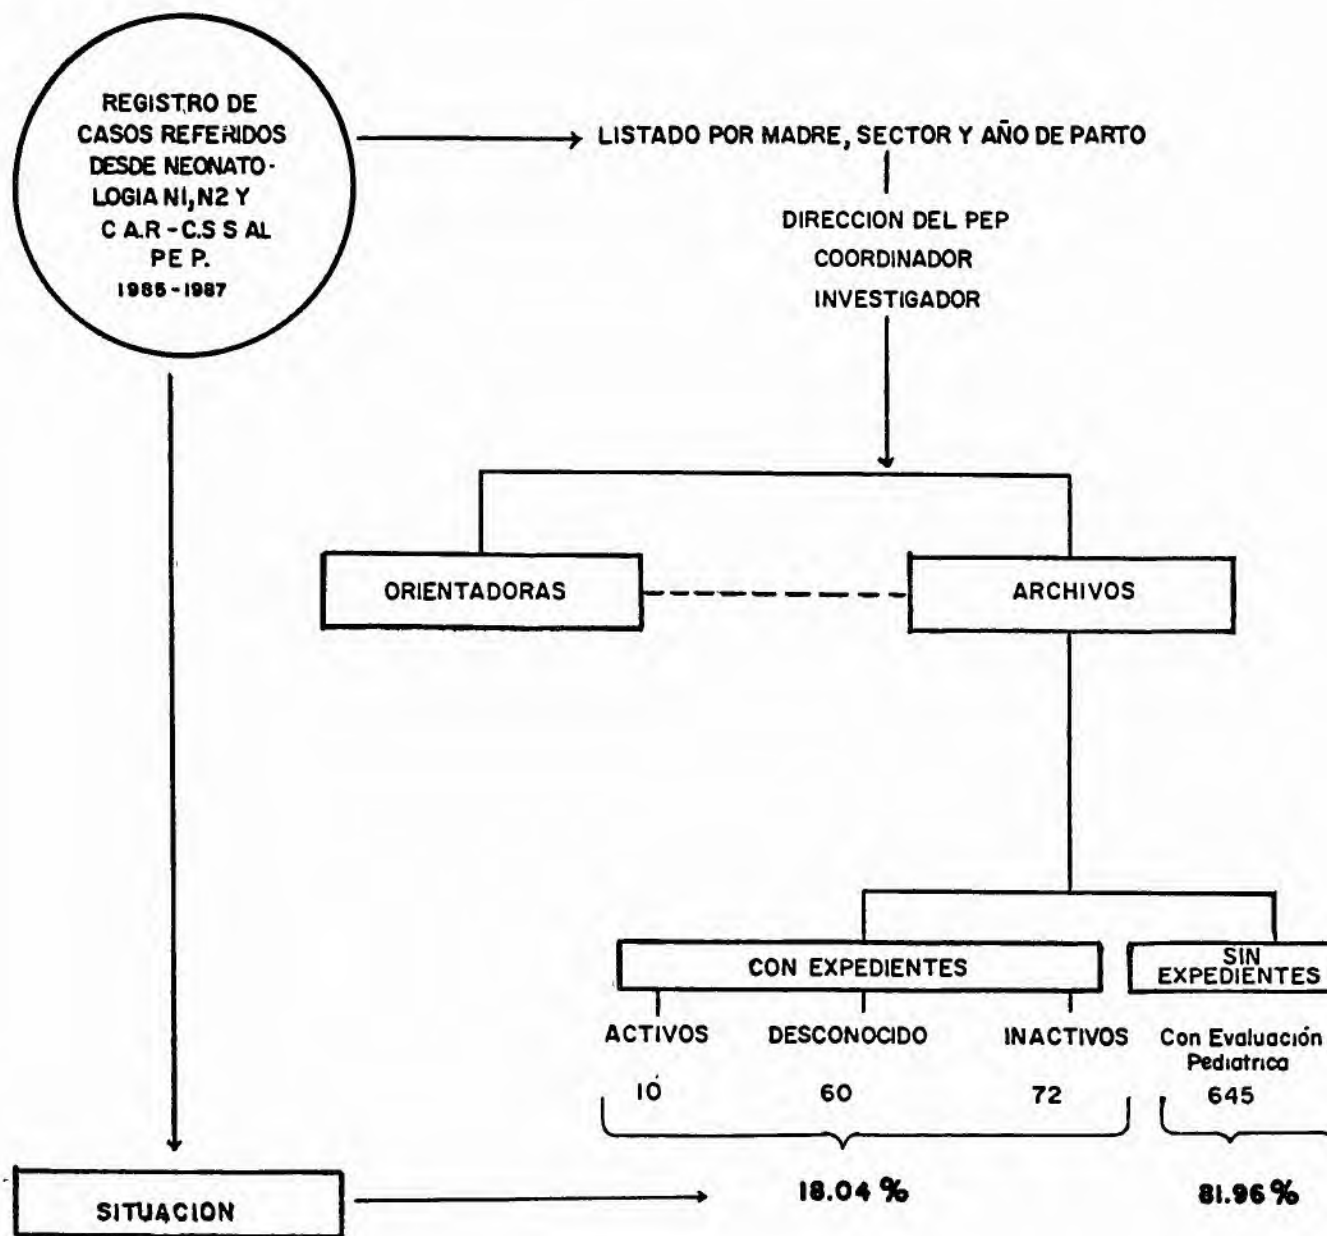 REGISTRO DE
CASOS REFERIDOS
DESDE NEONATO-
LOGIA N1, N2 Y
C A.R - C.S S AL
P E P.
1985 - 1987
LISTADO POR MADRE, SECTOR Y AÑO DE PARTO
DIRECCION DEL PEP
COORDINADOR
INVESTIGADOR
ORIENTADORAS
ARCHIVOS
CON EXPEDIENTES
SIN
EXPEDIENTES
ACTIVOS
DESCONOCIDO
INACTIVOS
Con Evaluación
Pediatrica
10
60
72
645
SITUACION
18.04 %
81.96 %